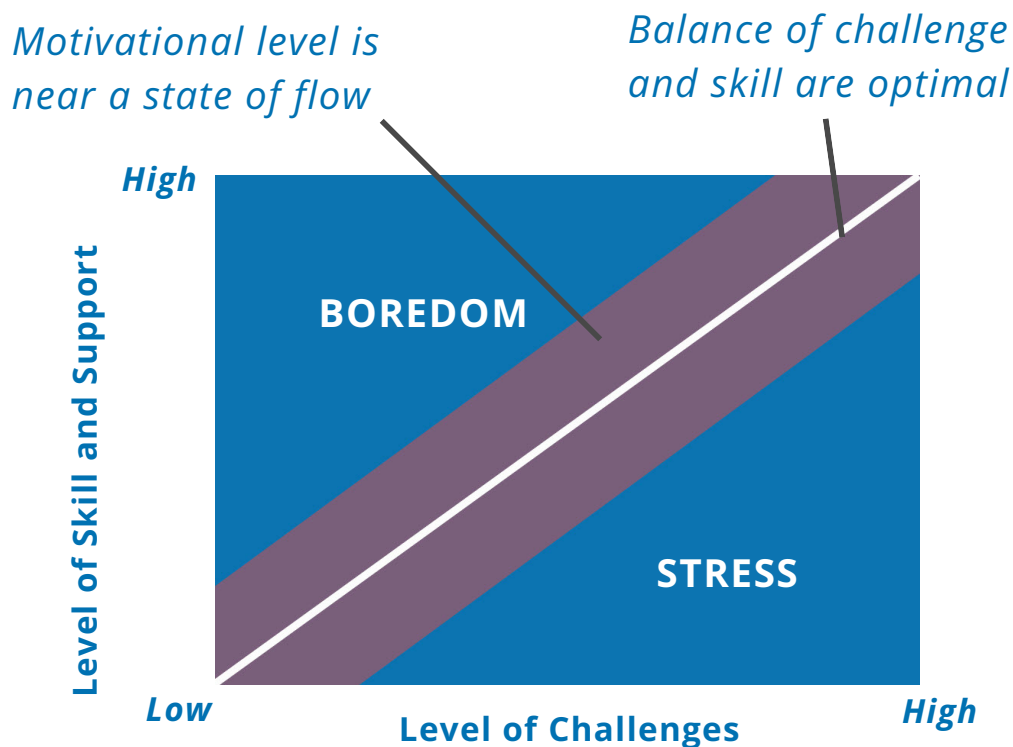 Motivational level is
near a state of flow
Balance of challenge
and skill are optimal
High
Level of Skill and Support
BOREDOM
STRESS
Low
Level of Challenges
High